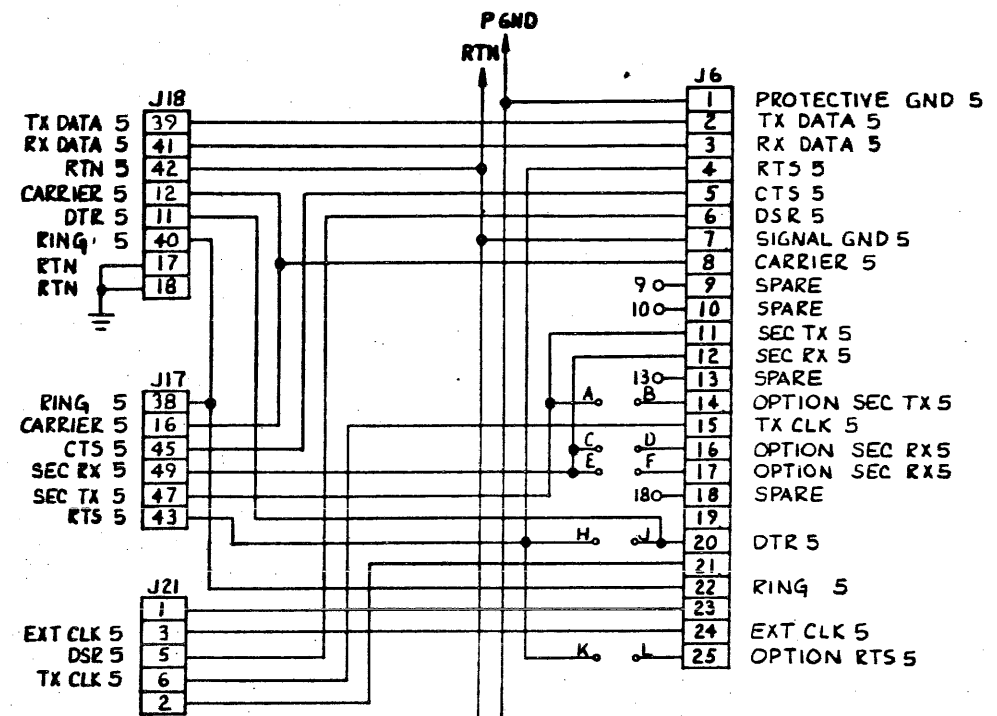 P GND
RTN
J18
TX DATA 5 39
RX DATA 5 41
RTN 5 42
CARRIER 5 12
DTR 5 11
RING 5 40
RTN 17
RTN 18
J17
RING 5 38
CARRIER 5 16
CTS 5 45
SEC RX 5 49
SEC TX 5 47
RTS 5 43
J21
1
EXT CLK 5 3
DSR 5 5
TX CLK 5 6
2
J6
1 PROTECTIVE GND 5
2 TX DATA 5
3 RX DATA 5
4 RTS 5
5 CTS 5
6 DSR 5
7 SIGNAL GND 5
8 CARRIER 5
9 9 SPARE
10 10 SPARE
11 SEC TX 5
12 SEC RX 5
13 13 SPARE
A B 14 OPTION SEC TX 5
15 TX CLK 5
C D 16 OPTION SEC RX 5
E F 17 OPTION SEC RX 5
18 18 SPARE
19
H J 20 DTR 5
21
22 RING 5
23
24 EXT CLK 5
K L 25 OPTION RTS 5